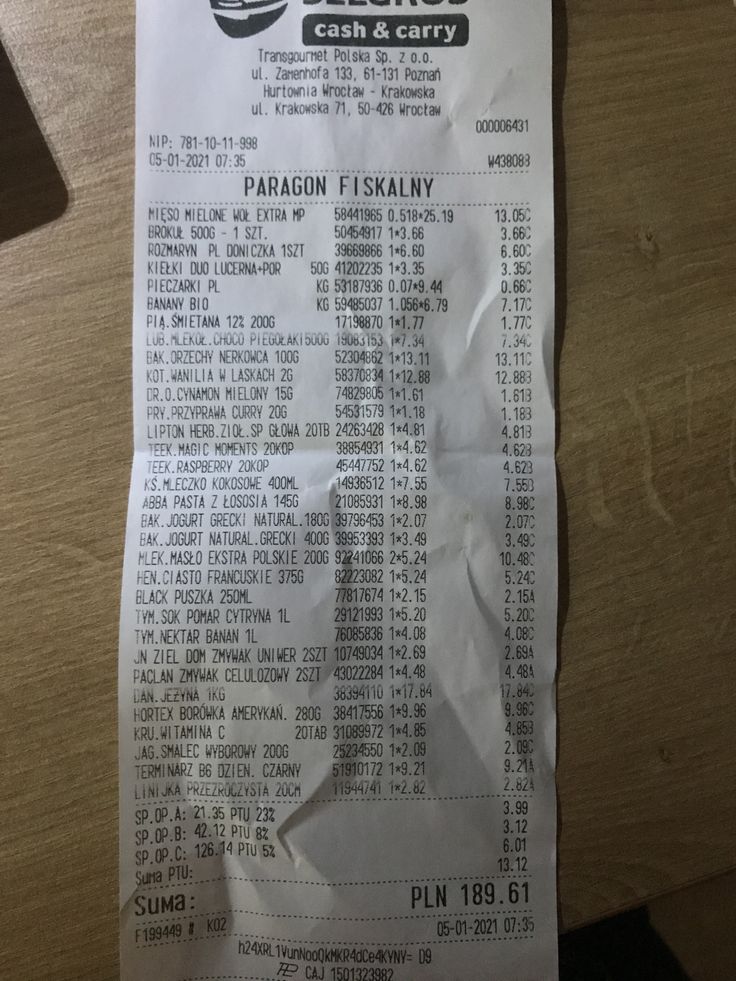 SELGROS
cash & carry
Transgourmet Polska Sp. z o.o.
ul. Zamenhofa 133, 61-131 Poznań
Hurtownia Wrocław - Krakowska
ul. Krakowska 71, 50-426 Wrocław
000006431
NIP: 781-10-11-998
05-01-2021 07:35 W438088
PARAGON FISKALNY
MIĘSO MIELONE WOŁ EXTRA MP 58441965 0.518*25.19 13.05C
BROKUŁ 500G - 1 SZT. 50454917 1*3.66 3.66C
ROZMARYN PL DONICZKA 1SZT 39669866 1*6.60 6.60C
KIEŁKI DUO LUCERNA+POR 50G 41202235 1*3.35 3.35C
PIECZARKI PL KG 53187936 0.07*9.44 0.66C
BANANY BIO KG 59485037 1.056*6.79 7.17C
PIĄ.ŚMIETANA 12% 200G 17198870 1*1.77 1.77C
LUB.MLEKOŁ.CHOCO PIEGOŁAKI500G 19083153 1*7.34 7.34C
BAK.ORZECHY NERKOWCA 100G 52304862 1*13.11 13.11C
KOT.WANILIA W LASKACH 2G 58370834 1*12.88 12.88B
DR.O.CYNAMON MIELONY 15G 74829805 1*1.61 1.61B
PRY.PRZYPRAWA CURRY 20G 54531579 1*1.18 1.18B
LIPTON HERB.ZIOŁ.SP GŁOWA 20TB 24263428 1*4.81 4.81B
TEEK.MAGIC MOMENTS 20KOP 38854931 1*4.62 4.62B
TEEK.RASPBERRY 20KOP 45447752 1*4.62 4.62B
KŚ.MLECZKO KOKOSOWE 400ML 14936512 1*7.55 7.55B
ABBA PASTA Z ŁOSOSIA 145G 21085931 1*8.98 8.98C
BAK.JOGURT GRECKI NATURAL.180G 39796453 1*2.07 2.07C
BAK.JOGURT NATURAL.GRECKI 400G 39953393 1*3.49 3.49C
MLEK.MASŁO EKSTRA POLSKIE 200G 92241066 2*5.24 10.48C
HEN.CIASTO FRANCUSKIE 375G 82223082 1*5.24 5.24C
BLACK PUSZKA 250ML 77817674 1*2.15 2.15A
TYM.SOK POMAR CYTRYNA 1L 29121993 1*5.20 5.20C
TYM.NEKTAR BANAN 1L 76085836 1*4.08 4.08C
JN ZIEL DOM ZMYWAK UNIWER 2SZT 10749034 1*2.69 2.69A
PACLAN ZMYWAK CELULOZOWY 2SZT 43022284 1*4.48 4.48A
DAN.JEŻYNA 1KG 38394110 1*17.84 17.84C
HORTEX BORÓWKA AMERYKAŃ. 280G 38417556 1*9.96 9.96C
KRU.WITAMINA C 20TAB 31089972 1*4.85 4.85B
JAG.SMALEC WYBOROWY 200G 25234550 1*2.09 2.09C
TERMINARZ B6 DZIEN. CZARNY 51910172 1*9.21 9.21A
LINIJKA PRZEZROCZYSTA 20CM 11944741 1*2.82 2.82A
SP.OP.A: 21.35 PTU 23% 3.99
SP.OP.B: 42.12 PTU 8% 3.12
SP.OP.C: 126.14 PTU 5% 6.01
Suma PTU: 13.12
Suma: PLN 189.61
F199449 # K02 05-01-2021 07:35
h24XRL1VunNooQkMKR4dCe4KYNV= D9
CAJ 1501323982